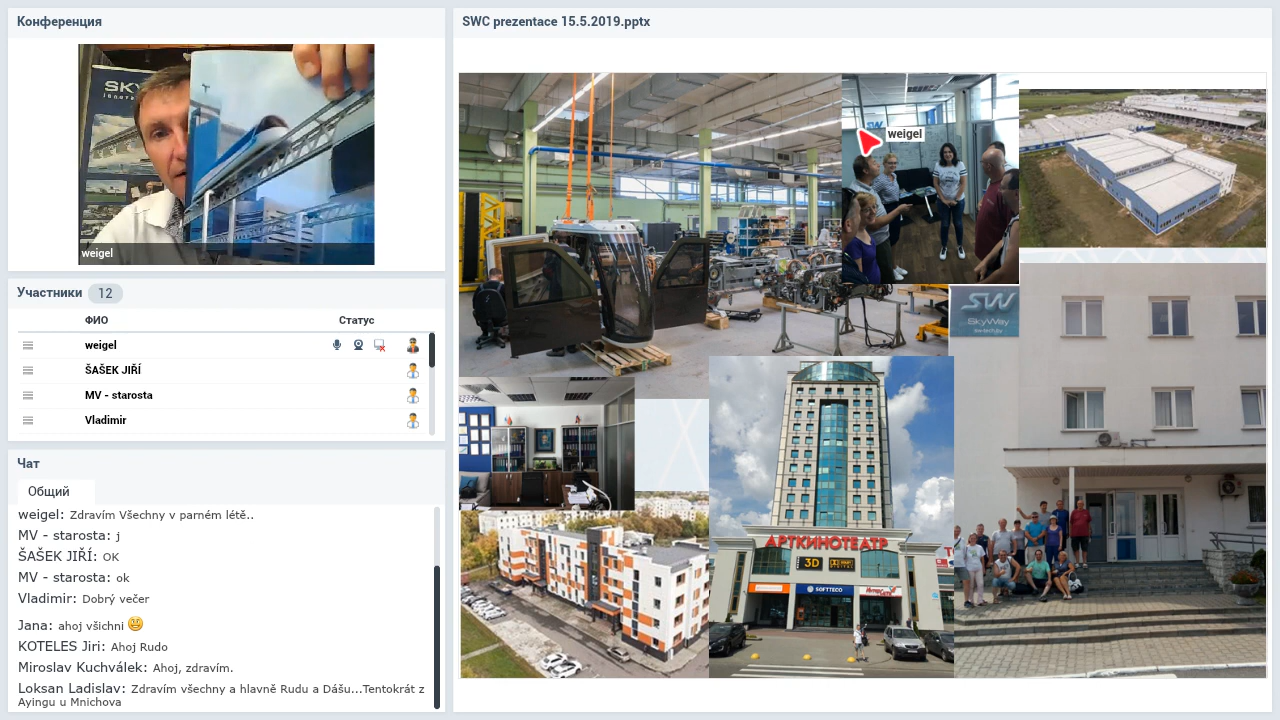 Конференция
SKY
weigel
Участники 12
ФИО Статус
weigel
ŠAŠEK JIŘÍ
MV - starosta
Vladimir
Чат
Общий
weigel: Zdravím Všechny v parném létě..
MV - starosta: j
ŠAŠEK JIŘÍ: OK
MV - starosta: ok
Vladimir: Dobrý večer
Jana: ahoj všichni
KOTELES Jiri: Ahoj Rudo
Miroslav Kuchválek: Ahoj, zdravím.
Loksan Ladislav: Zdravím všechny a hlavně Rudu a Dášu...Tentokrát z
Ayingu u Mnichova
SWC prezentace 15.5.2019.pptx
weigel
SW
SkyWay
АРТКИНОТЕАТР
3D
SOFTTECO